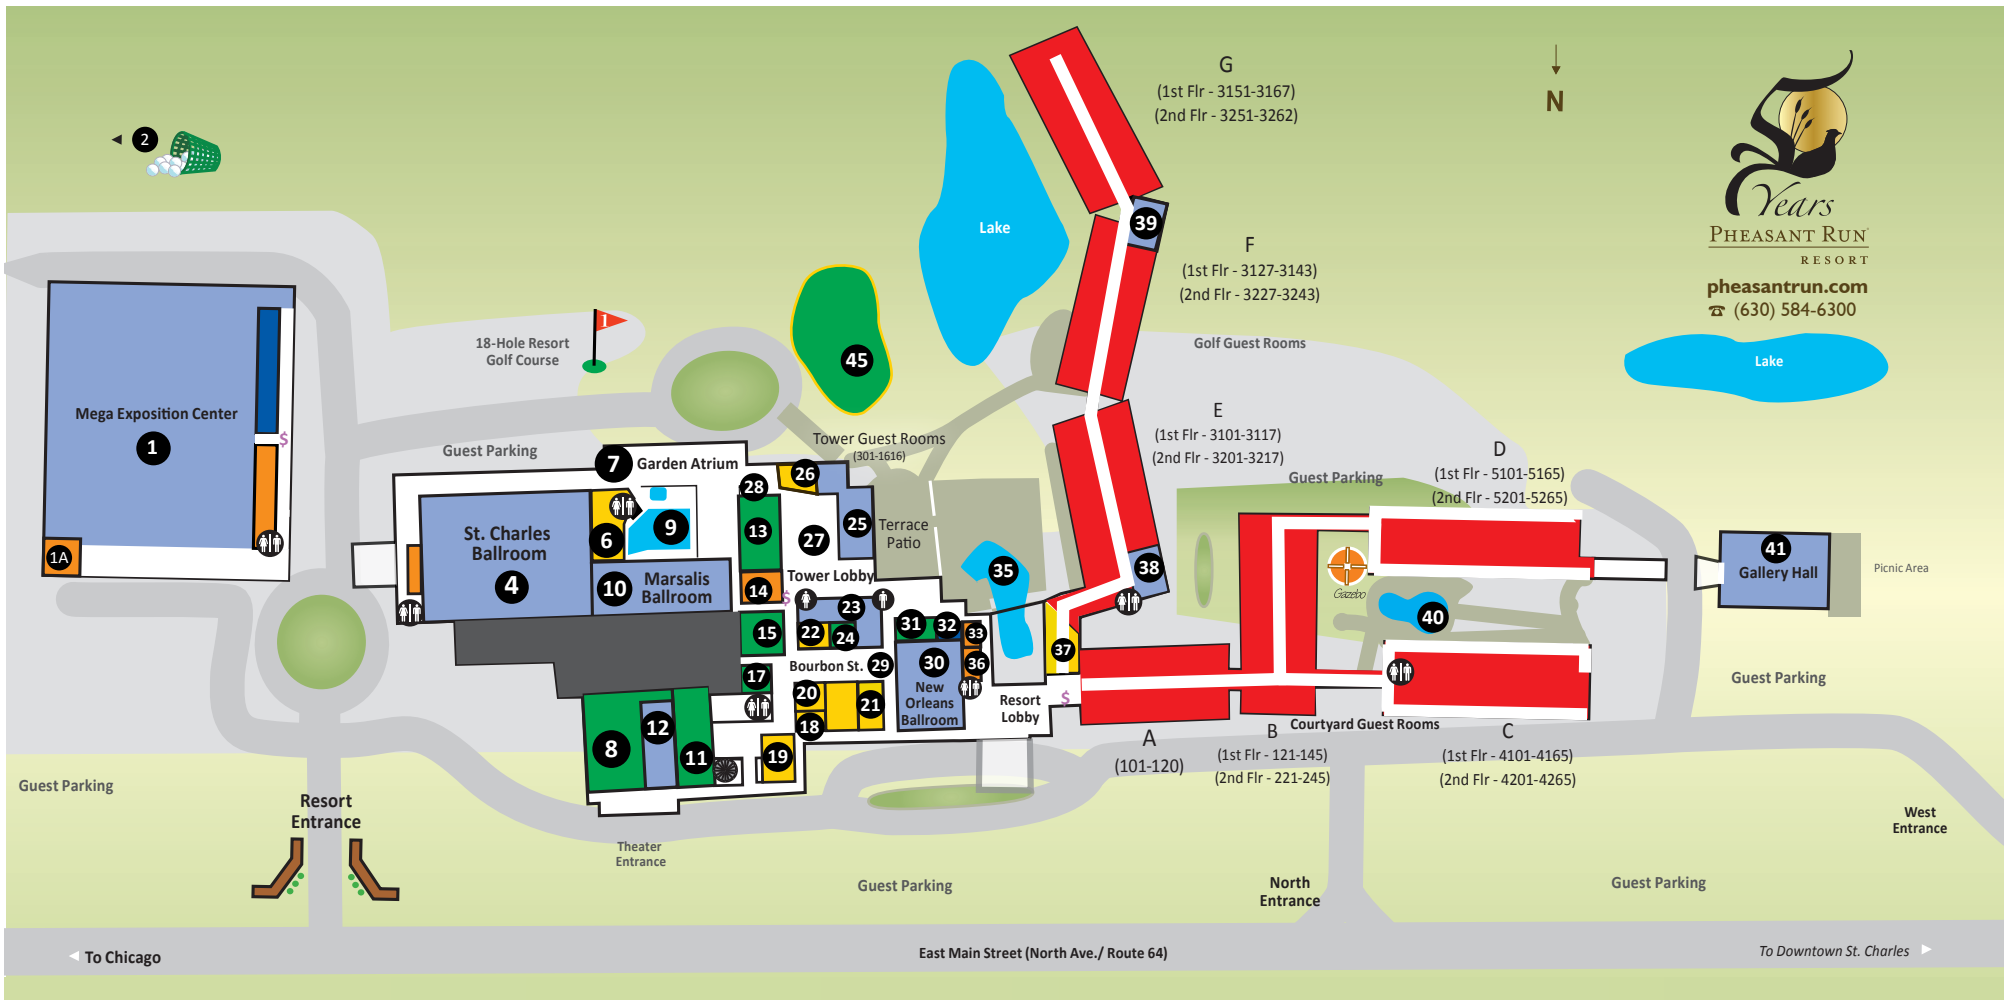 G
(1st Flr - 3151-3167)
(2nd Flr - 3251-3262)
N
Years
PHEASANT RUN
RESORT
pheasantrun.com
☎ (630) 584-6300
2
Lake
39
F
(1st Flr - 3127-3143)
(2nd Flr - 3227-3243)
1
18-Hole Resort
Golf Course
45
Golf Guest Rooms
Lake
Mega Exposition Center
1
$
1A
E
(1st Flr - 3101-3117)
(2nd Flr - 3201-3217)
Tower Guest Rooms
(301-1616)
Guest Parking
7
Garden Atrium
D
(1st Flr - 5101-5165)
(2nd Flr - 5201-5265)
Guest Parking
28
26
St. Charles
Ballroom
4
6
9
13
27
25
Terrace
Patio
10
Marsalis
Ballroom
14
Tower Lobby
$
35
38
41
Gallery Hall
Picnic Area
Gazebo
40
23
22
24
15
31
32
33
30
36
New
Orleans
Ballroom
37
Bourbon St.
29
17
20
21
18
Resort
Lobby
$
Guest Parking
8
12
11
19
Courtyard Guest Rooms
A
(101-120)
B
(1st Flr -121-145)
(2nd Flr - 221-245)
C
(1st Flr - 4101-4165)
(2nd Flr - 4201-4265)
Guest Parking
Resort
Entrance
Theater
Entrance
West
Entrance
Guest Parking
North
Entrance
Guest Parking
To Chicago
East Main Street (North Ave./ Route 64)
To Downtown St. Charles